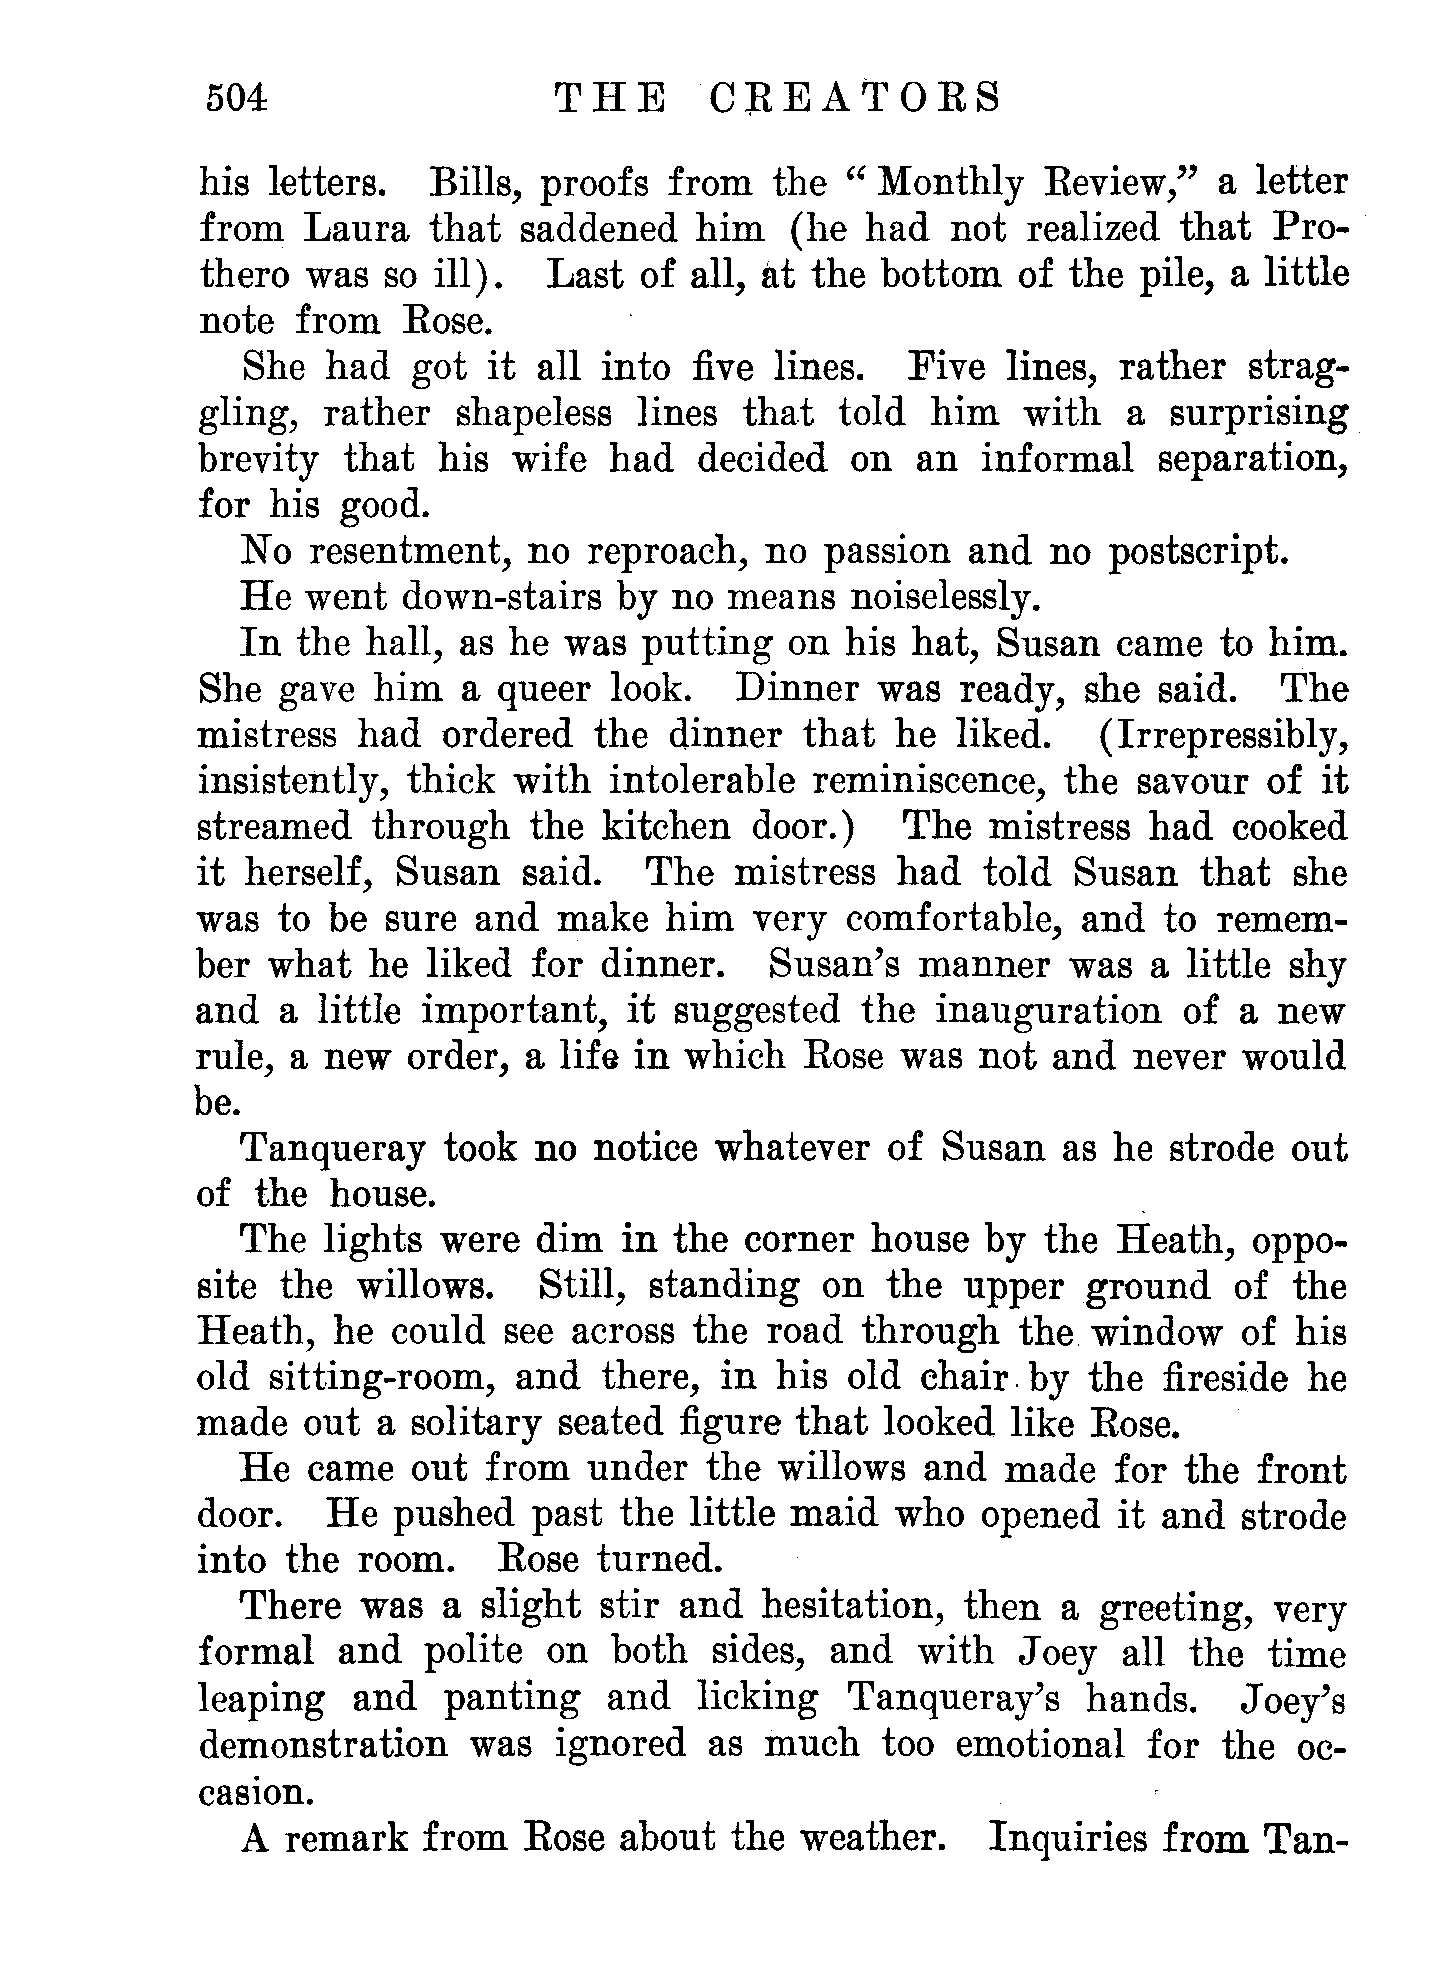 504 THE CREATORS
his letters. Bills, proofs from the “ Monthly Review,” a letter
from Laura that saddened him (he had not realized that Pro-
thero was so ill). Last of all, at the bottom of the pile, a little
note from Rose.
She had got it all into five lines. Five lines, rather strag-
gling, rather shapeless lines that told him with a surprising
brevity that his wife had decided on an informal separation,
for his good.
No resentment, no reproach, no passion and no postscript.
He went down-stairs by no means noiselessly.
In the hall, as he was putting on his hat, Susan came to him.
She gave him a queer look. Dinner was ready, she said. The
mistress had ordered the dinner that he liked. (Irrepressibly,
insistently, thick with intolerable reminiscence, the savour of it
streamed through the kitchen door.) The mistress had cooked
it herself, Susan said. The mistress had told Susan that she
was to be sure and make him very comfortable, and to remem-
ber what he liked for dinner. Susan’s manner was a little shy
and a little important, it suggested the inauguration of a new
rule, a new order, a life in which Rose was not and never would
be.
Tanqueray took no notice whatever of Susan as he strode out
of the house.
The lights were dim in the corner house by the Heath, oppo-
site the willows. Still, standing on the upper ground of the
Heath, he could see across the road through the window of his
old sitting-room, and there, in his old chair by the fireside he
made out a solitary seated figure that looked like Rose.
He came out from under the willows and made for the front
door. He pushed past the little maid who opened it and strode
into the room. Rose turned.
There was a slight stir and hesitation, then a greeting, very
formal and polite on both sides, and with Joey all the time
leaping and panting and licking Tanqueray’s hands. Joey’s
demonstration was ignored as much too emotional for the oc-
casion.
A remark from Rose about the weather. Inquiries from Tan-